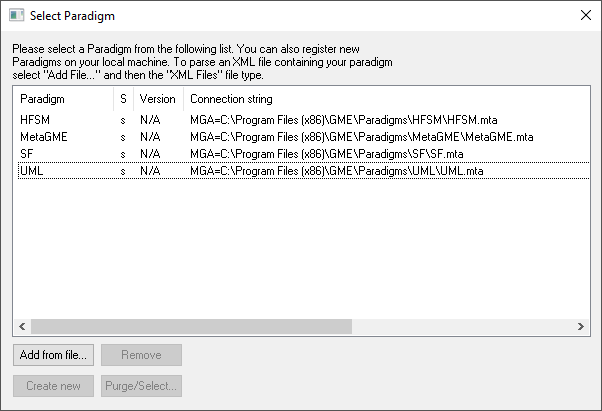 Select Paradigm
Please select a Paradigm from the following list. You can also register new
Paradigms on your local machine. To parse an XML file containing your paradigm
select "Add File..." and then the "XML Files" file type.
Paradigm S Version Connection string
HFSM s N/A MGA=C:\Program Files (x86)\GME\Paradigms\HFSM\HFSM.mta
MetaGME s N/A MGA=C:\Program Files (x86)\GME\Paradigms\MetaGME\MetaGME.mta
SF s N/A MGA=C:\Program Files (x86)\GME\Paradigms\SF\SF.mta
UML s N/A MGA=C:\Program Files (x86)\GME\Paradigms\UML\UML.mta
Add from file... Remove
Create new Purge/Select...